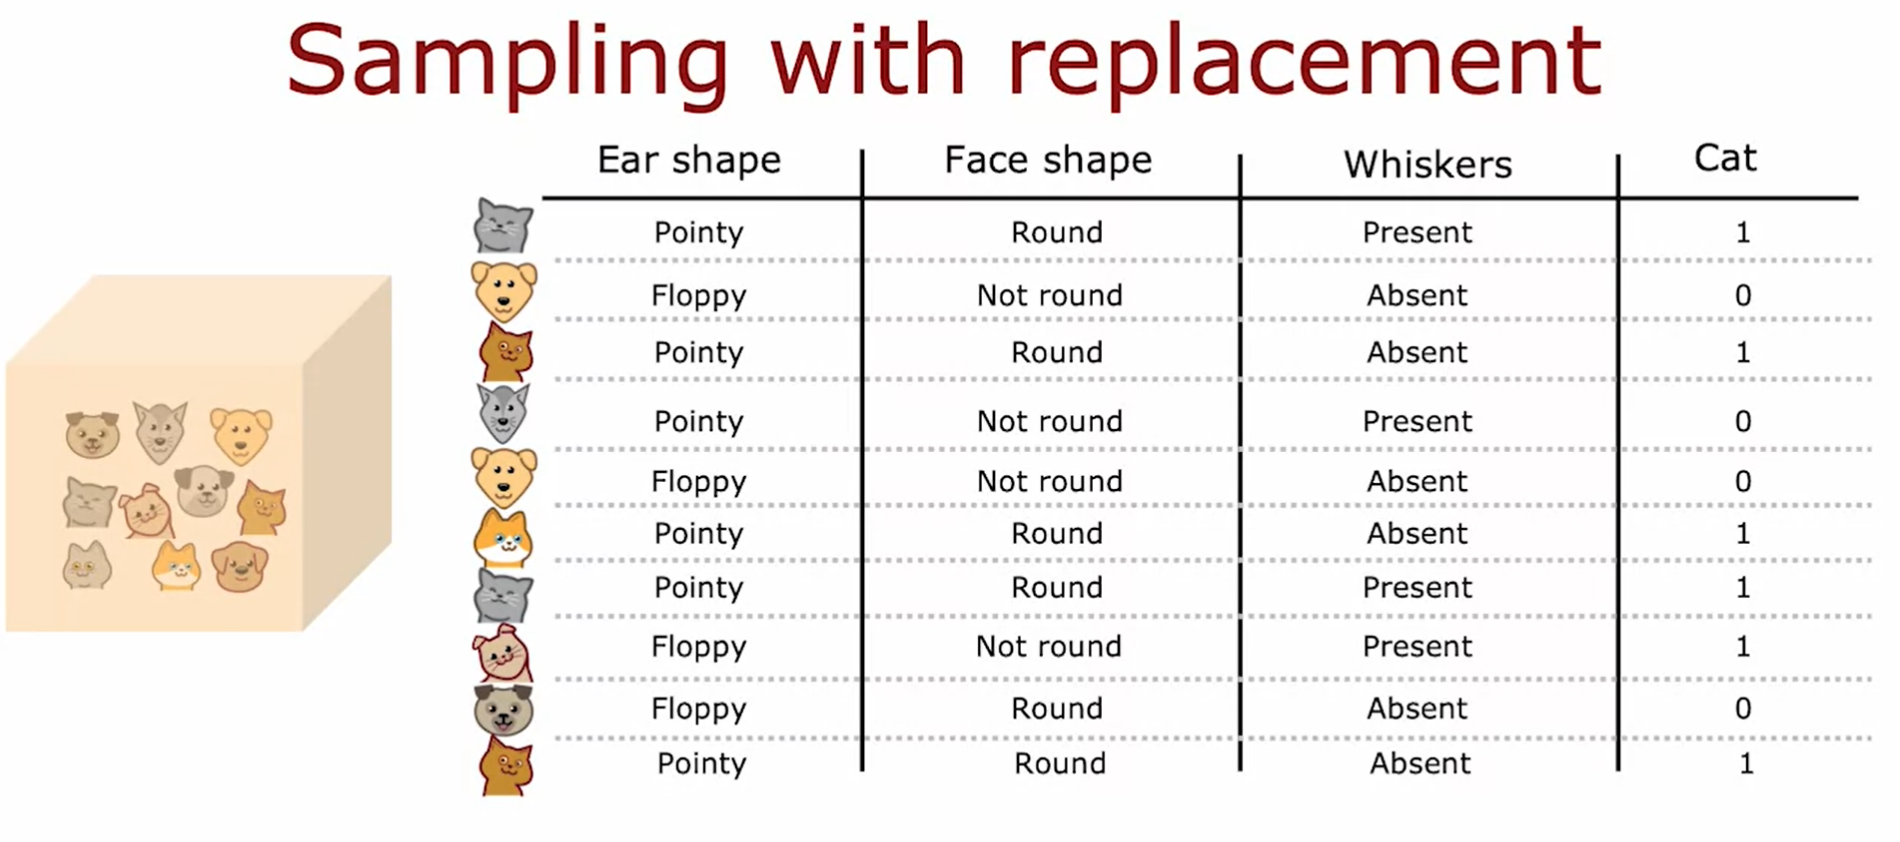 Sampling with replacement
Ear shape Face shape Whiskers Cat
Pointy Round Present 1
Floppy Not round Absent 0
Pointy Round Absent 1
Pointy Not round Present 0
Floppy Not round Absent 0
Pointy Round Absent 1
Pointy Round Present 1
Floppy Not round Present 1
Floppy Round Absent 0
Pointy Round Absent 1